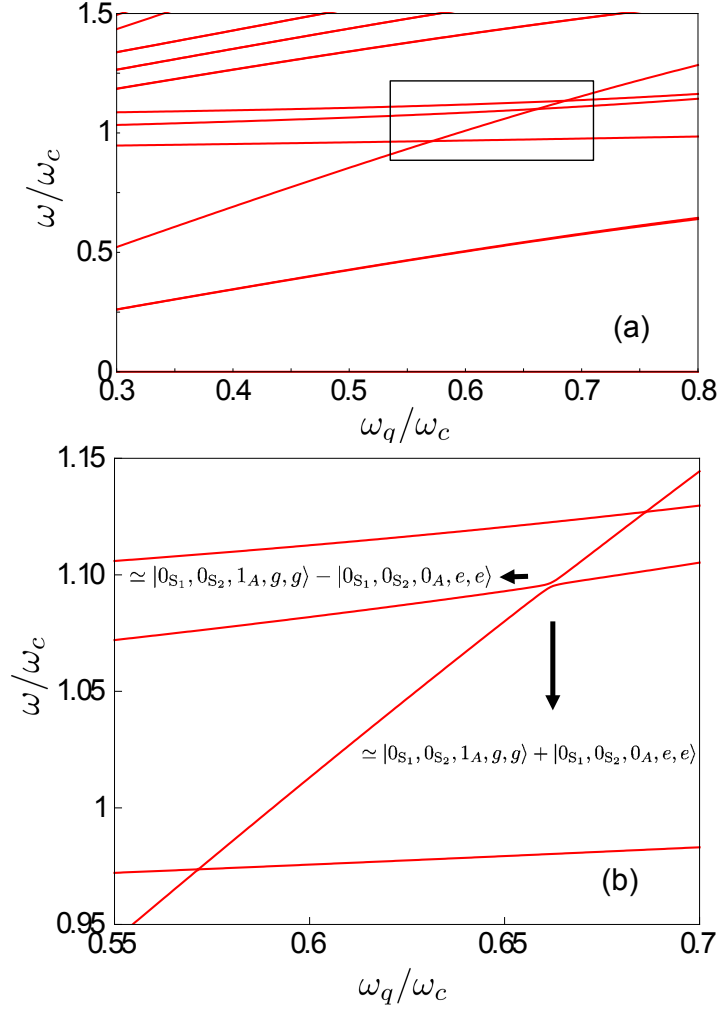 1.5
1
0.5
0
ω/ω_c
(a)
0.3 0.4 0.5 0.6 0.7 0.8
ω_q/ω_c
1.15
1.10
1.05
1
0.95
ω/ω_c
≃ |0_{S_1}, 0_{S_2}, 1_A, g, g⟩ − |0_{S_1}, 0_{S_2}, 0_A, e, e⟩
≃ |0_{S_1}, 0_{S_2}, 1_A, g, g⟩ + |0_{S_1}, 0_{S_2}, 0_A, e, e⟩
(b)
0.55 0.6 0.65 0.7
ω_q/ω_c